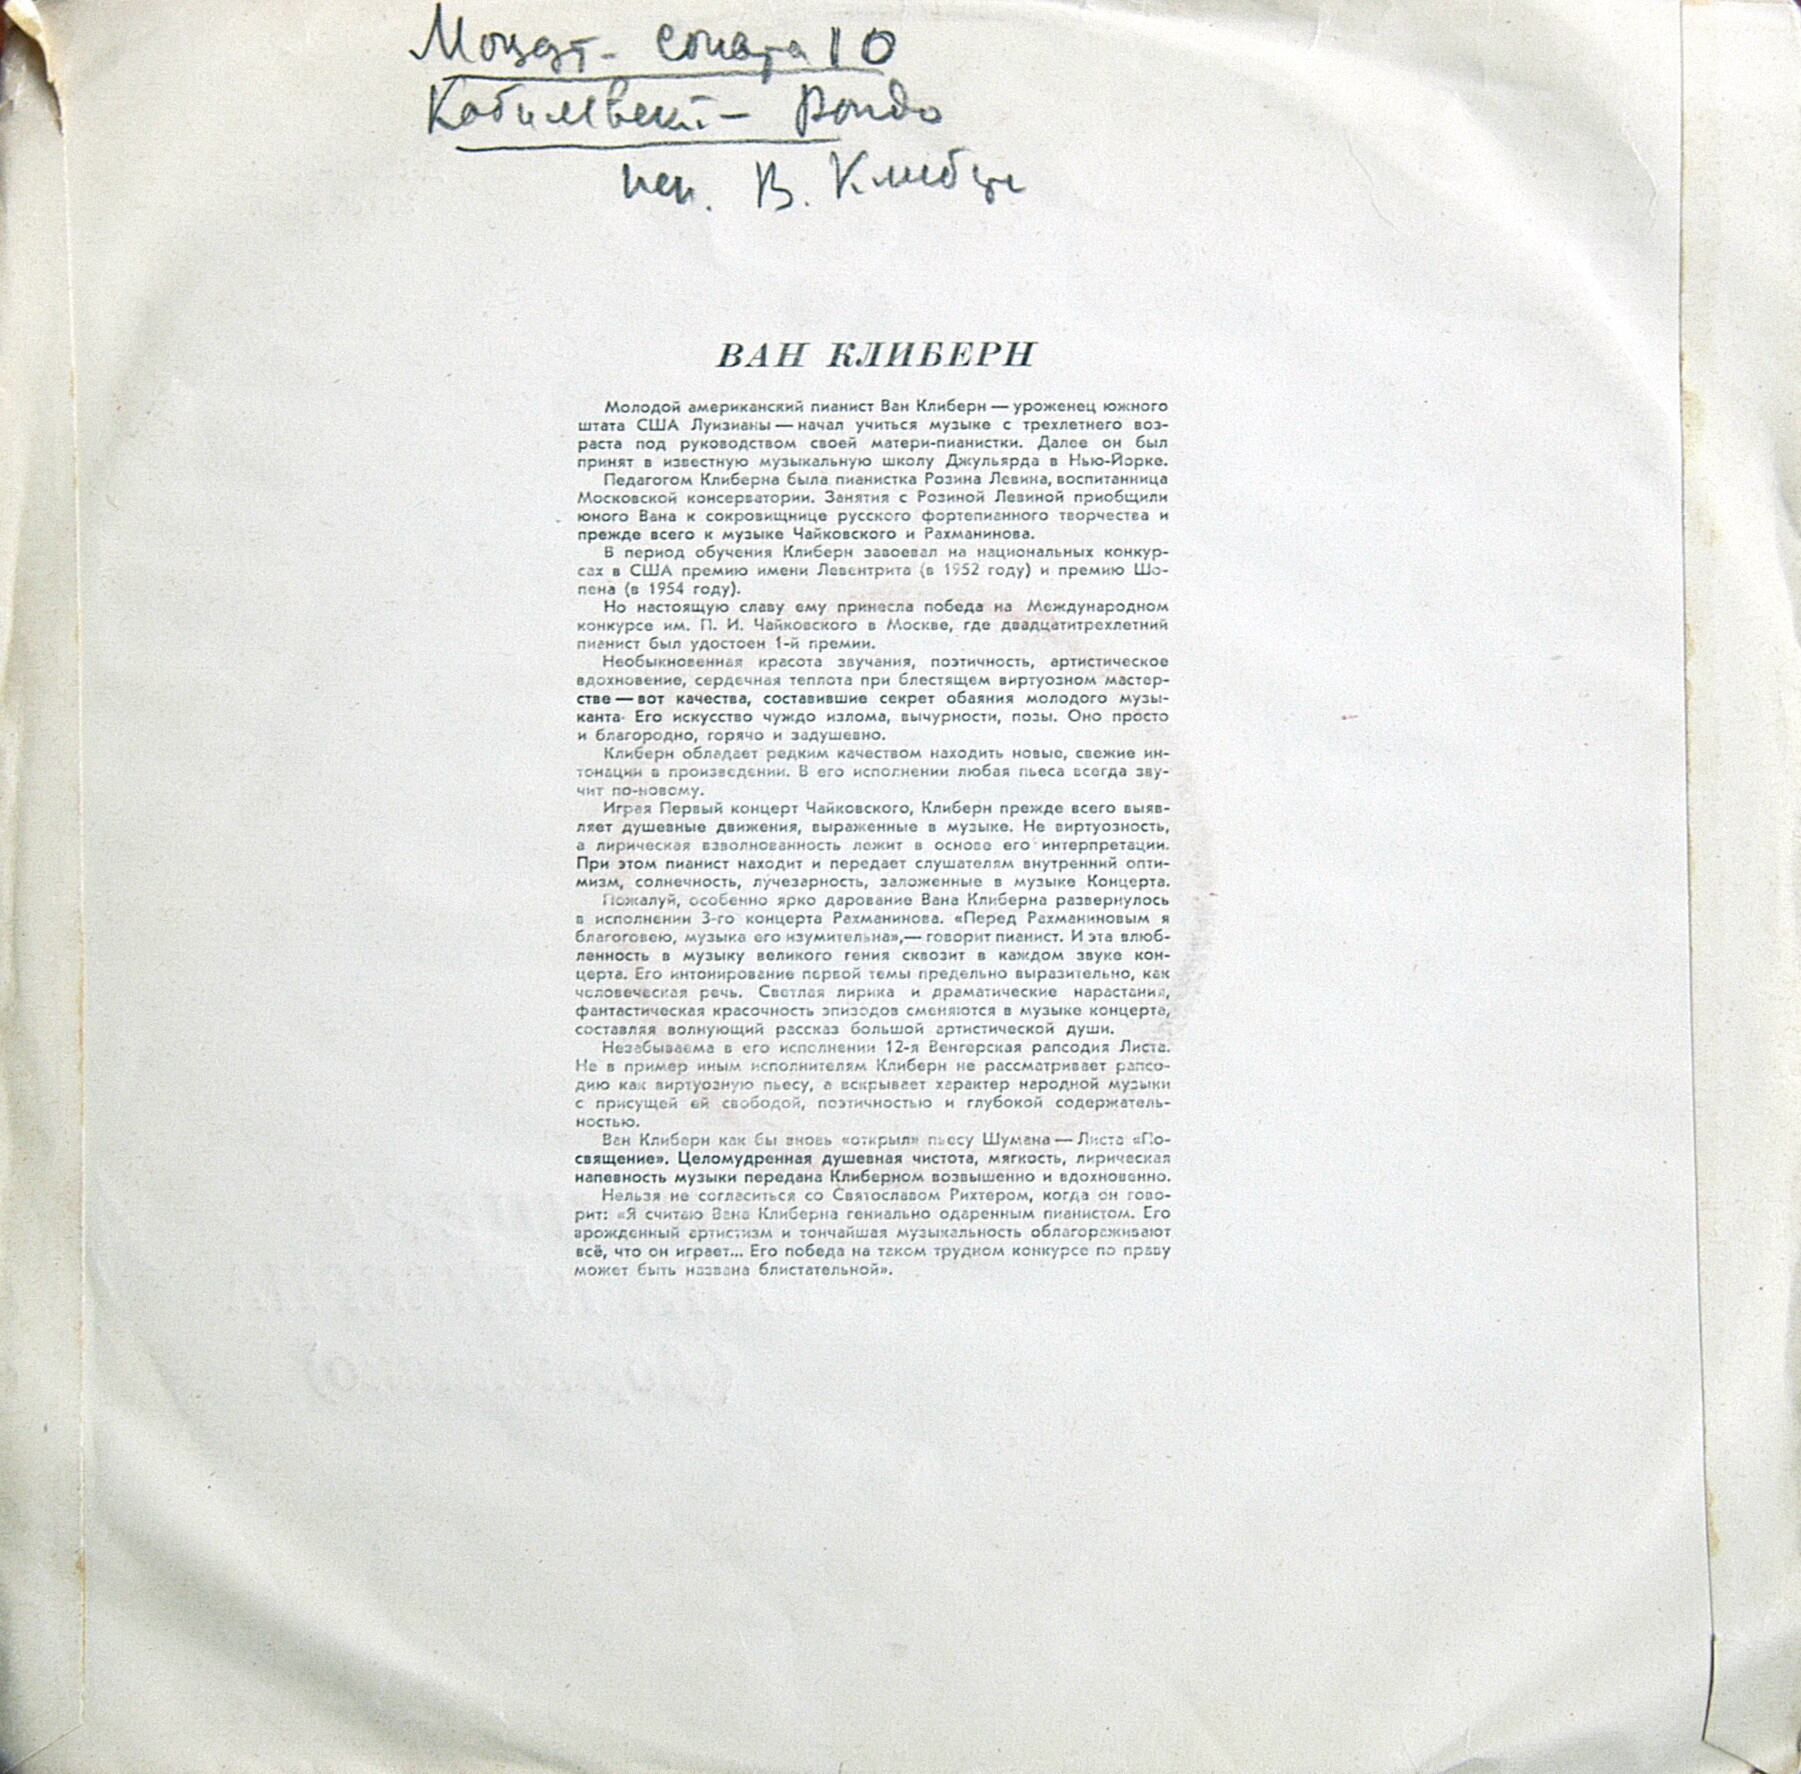 Моцарт - соната 10
Кабалевский - Рондо
исп. В. Клиберн
ВАН КЛИБЕРН
Молодой американский пианист Ван Клиберн — уроженец южного
штата США Луизианы — начал учиться музыке с трехлетнего воз-
раста под руководством своей матери-пианистки. Далее он был
принят в известную музыкальную школу Джульярда в Нью-Йорке.
Педагогом Клиберна была пианистка Розина Левина, воспитанница
Московской консерватории. Занятия с Розиной Левиной приобщили
юного Вана к сокровищнице русского фортепианного творчества и
прежде всего к музыке Чайковского и Рахманинова.
В период обучения Клиберн завоевал на национальных конкур-
сах в США премию имени Левентрита (в 1952 году) и премию Шо-
пена (в 1954 году).
Но настоящую славу ему принесла победа на Международном
конкурсе им. П. И. Чайковского в Москве, где двадцатитрехлетний
пианист был удостоен 1-й премии.
Необыкновенная красота звучания, поэтичность, артистическое
вдохновение, сердечная теплота при блестящем виртуозном мастер-
стве — вот качества, составившие секрет обаяния молодого музы-
канта. Его искусство чуждо излома, вычурности, позы. Оно просто
и благородно, горячо и задушевно.
Клиберн обладает редким качеством находить новые, свежие ин-
тонации в произведении. В его исполнении любая пьеса всегда зву-
чит по-новому.
Играя Первый концерт Чайковского, Клиберн прежде всего выяв-
ляет душевные движения, выраженные в музыке. Не виртуозность,
а лирическая взволнованность лежит в основе его интерпретации.
При этом пианист находит и передает слушателям внутренний опти-
мизм, солнечность, лучезарность, заложенные в музыке Концерта.
Пожалуй, особенно ярко дарование Вана Клиберна развернулось
в исполнении 3-го концерта Рахманинова. «Перед Рахманиновым я
благоговею, музыка его изумительна»,— говорит пианист. И эта влюб-
ленность в музыку великого гения сквозит в каждом звуке кон-
церта. Его интонирование первой темы предельно выразительно, как
человеческая речь. Светлая лирика и драматические нарастания,
фантастическая красочность эпизодов сменяются в музыке концерта,
составляя волнующий рассказ большой артистической души.
Незабываема в его исполнении 12-я Венгерская рапсодия Листа.
Не в пример иным исполнителям Клиберн не рассматривает рапсо-
дию как виртуозную пьесу, а вскрывает характер народной музыки
с присущей ей свободой, поэтичностью и глубокой содержатель-
ностью.
Ван Клиберн как бы вновь «открыл» пьесу Шумана — Листа «По-
священие». Целомудренная душевная чистота, мягкость, лирическая
напевность музыки передана Клиберном возвышенно и вдохновенно.
Нельзя не согласиться со Святославом Рихтером, когда он гово-
рит: «Я считаю Вана Клиберна гениально одаренным пианистом. Его
врожденный артистизм и тончайшая музыкальность облагораживают
всё, что он играет... Его победа на таком трудном конкурсе по праву
может быть названа блистательной».